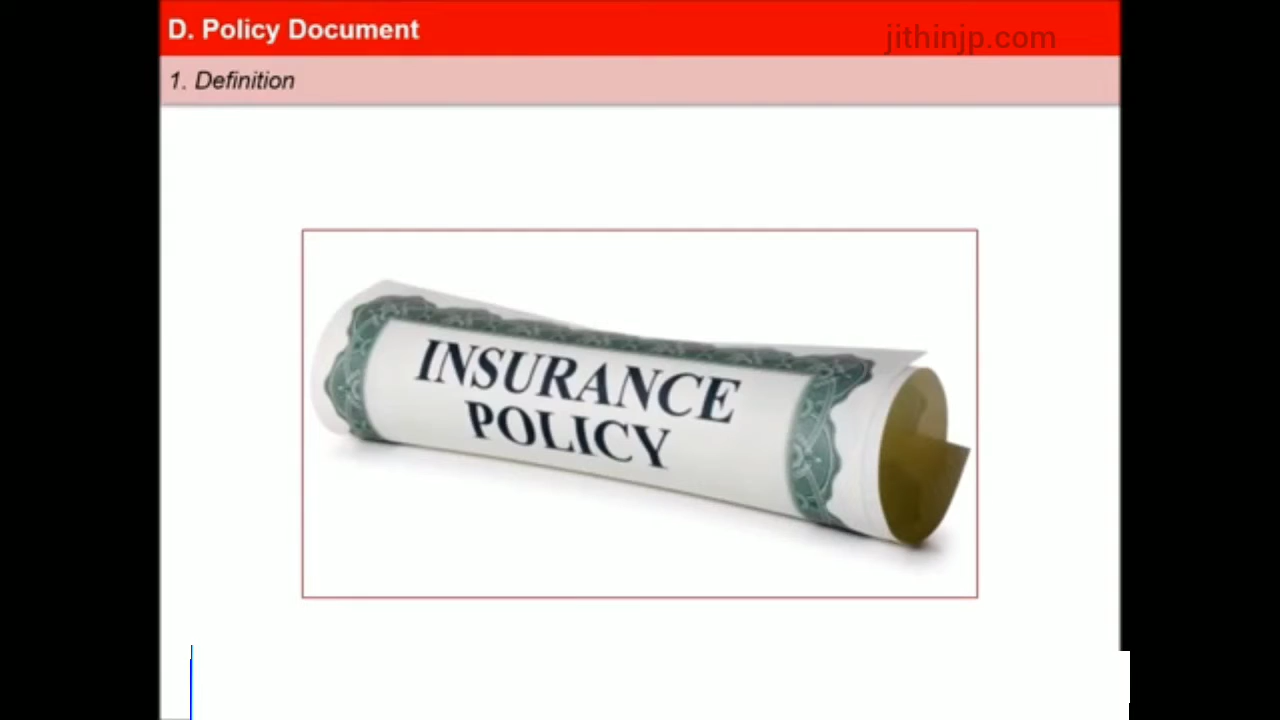 D. Policy Document
jithinjp.com
1. Definition
INSURANCE
POLICY